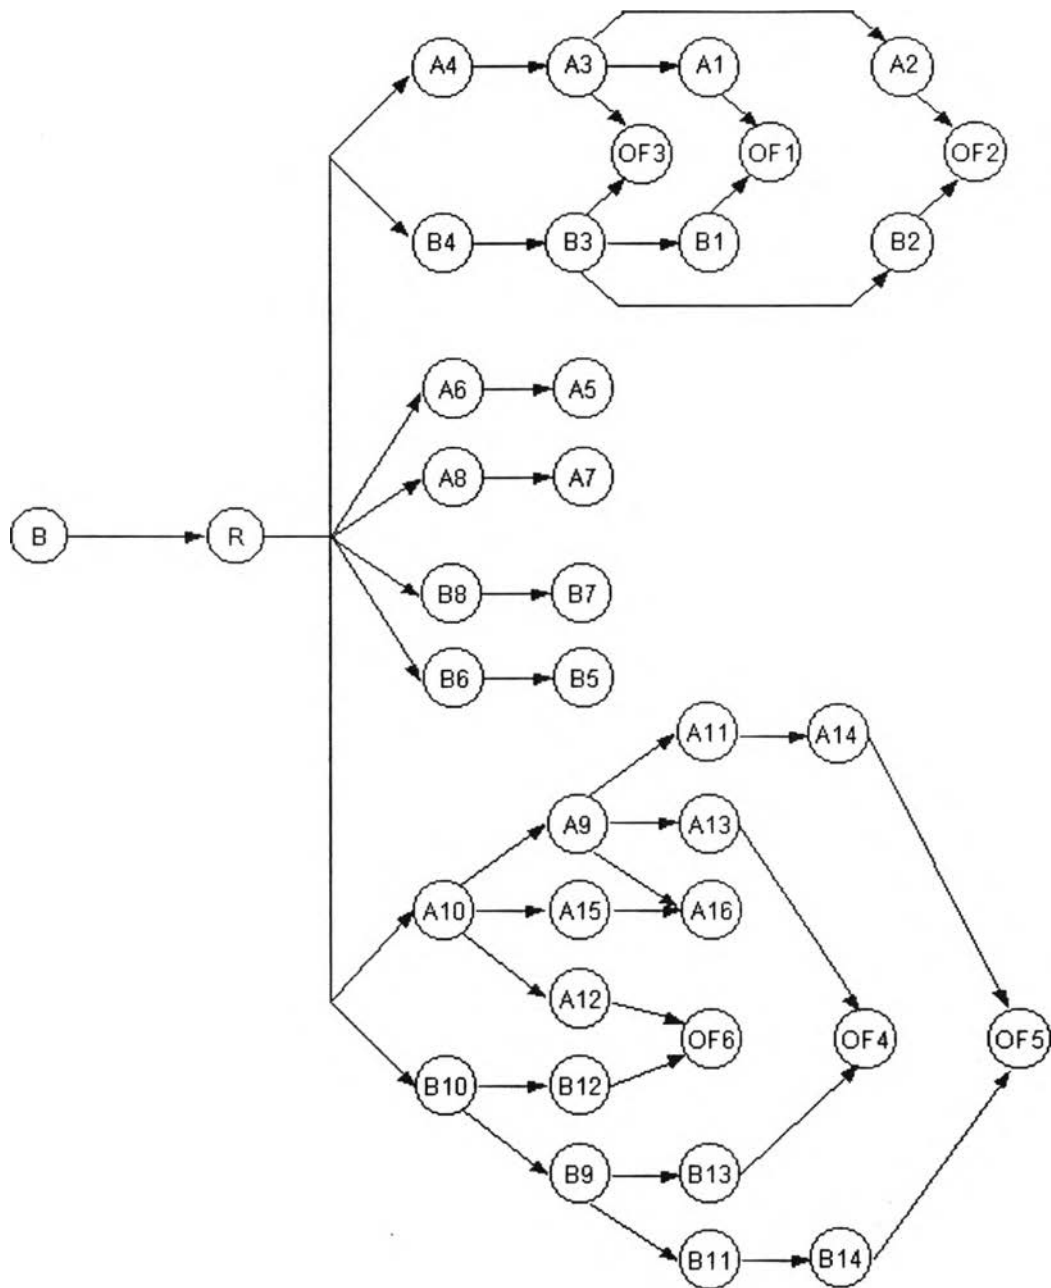 A4 A3 A1 A2
OF3 OF1 OF2
B4 B3 B1 B2
A6 A5
A8 A7
B R
B8 B7
B6 B5
A11 A14
A9 A13
A10 A15 A16
A12
OF6 OF4 OF5
B10 B12
B9 B13
B11 B14